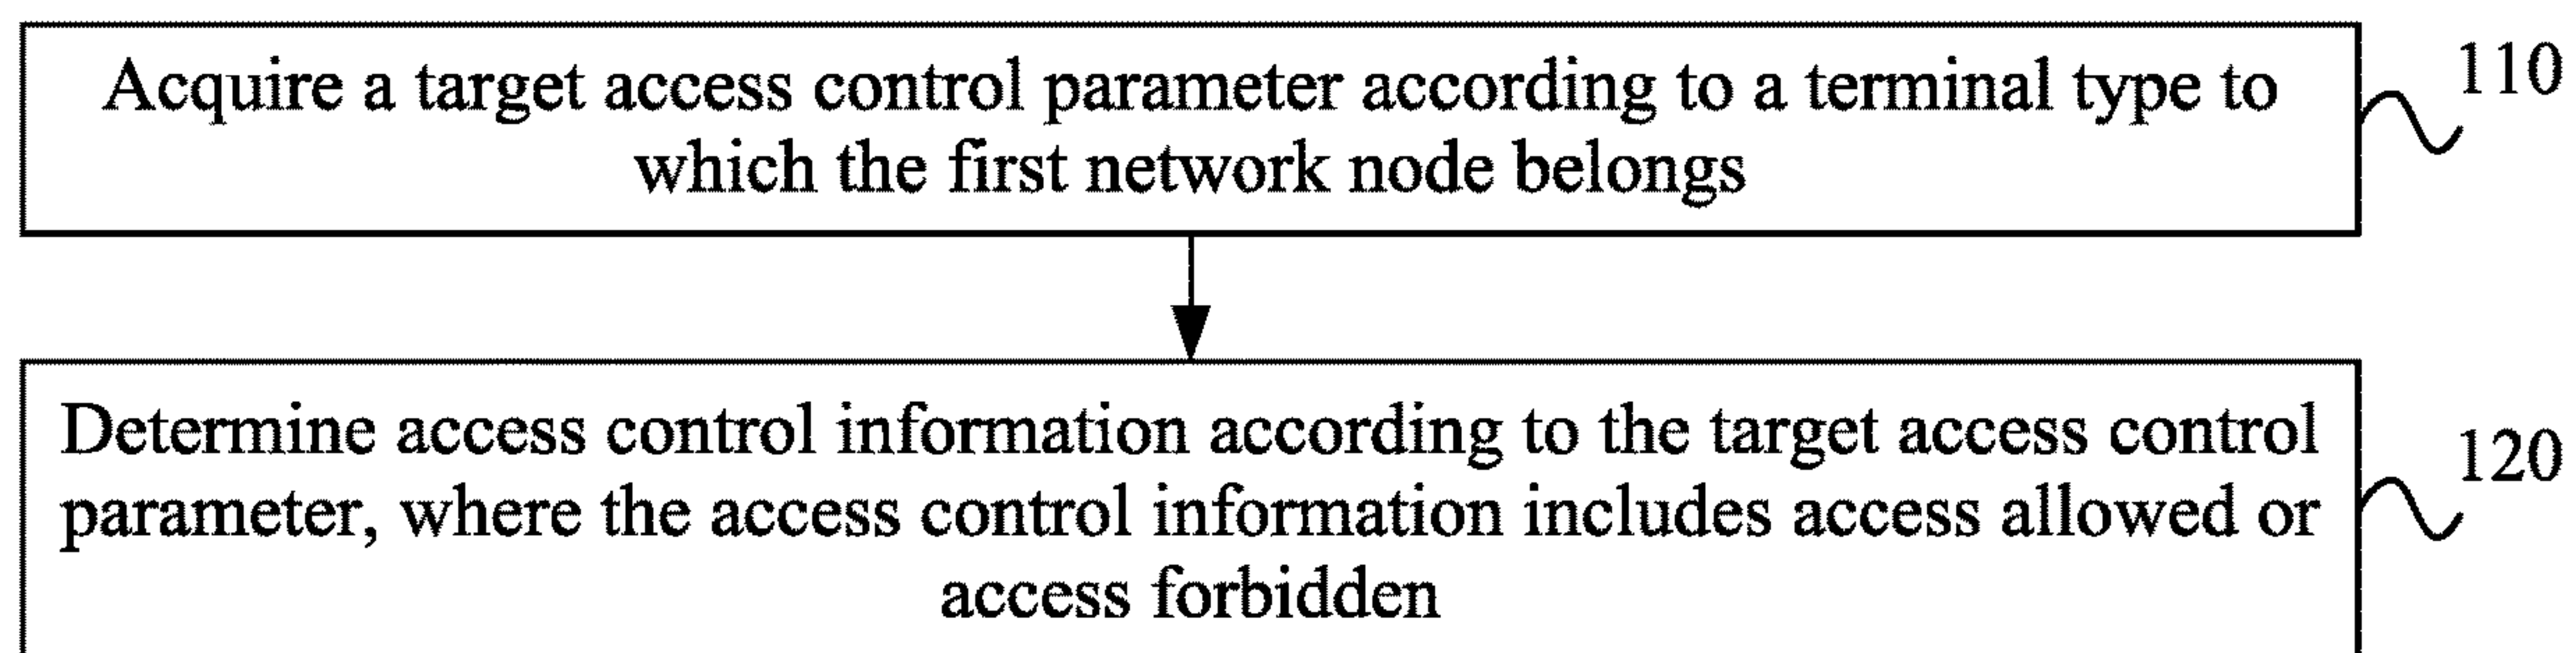 Acquire a target access control parameter according to a terminal type to
which the first network node belongs
110
Determine access control information according to the target access control
parameter, where the access control information includes access allowed or
access forbidden
120